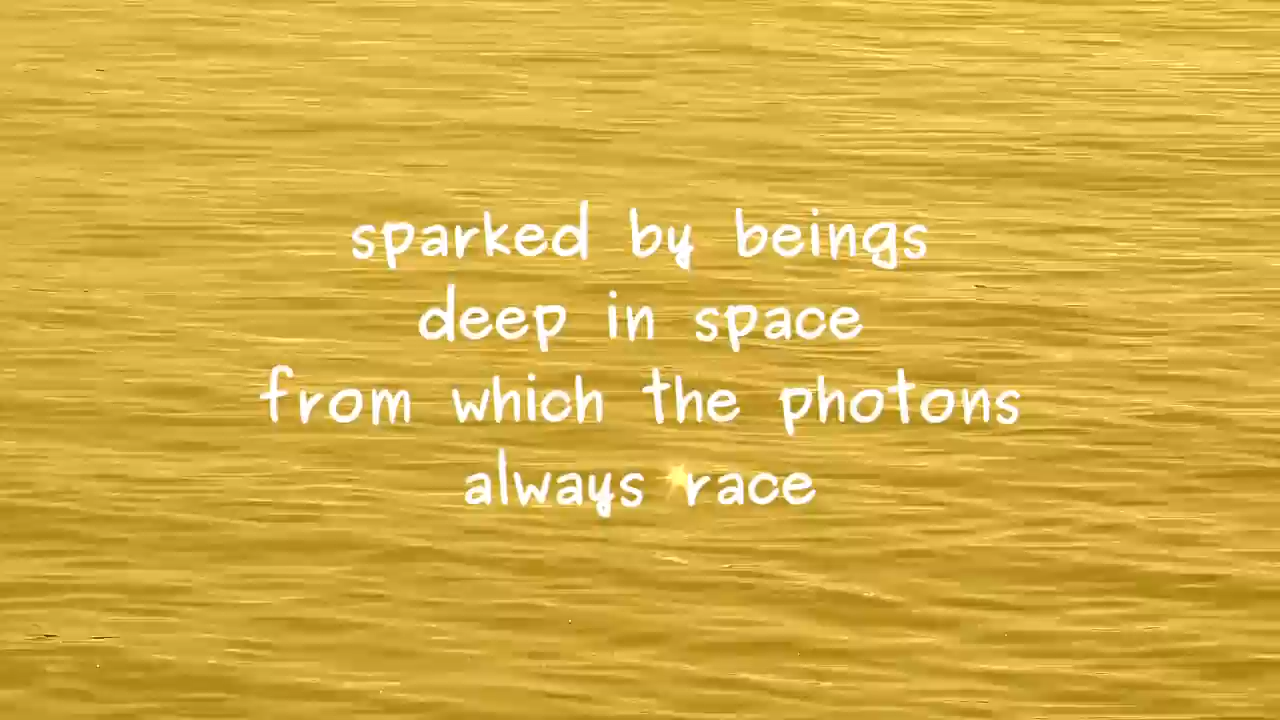 sparked by beings
deep in space
from which the photons
always race